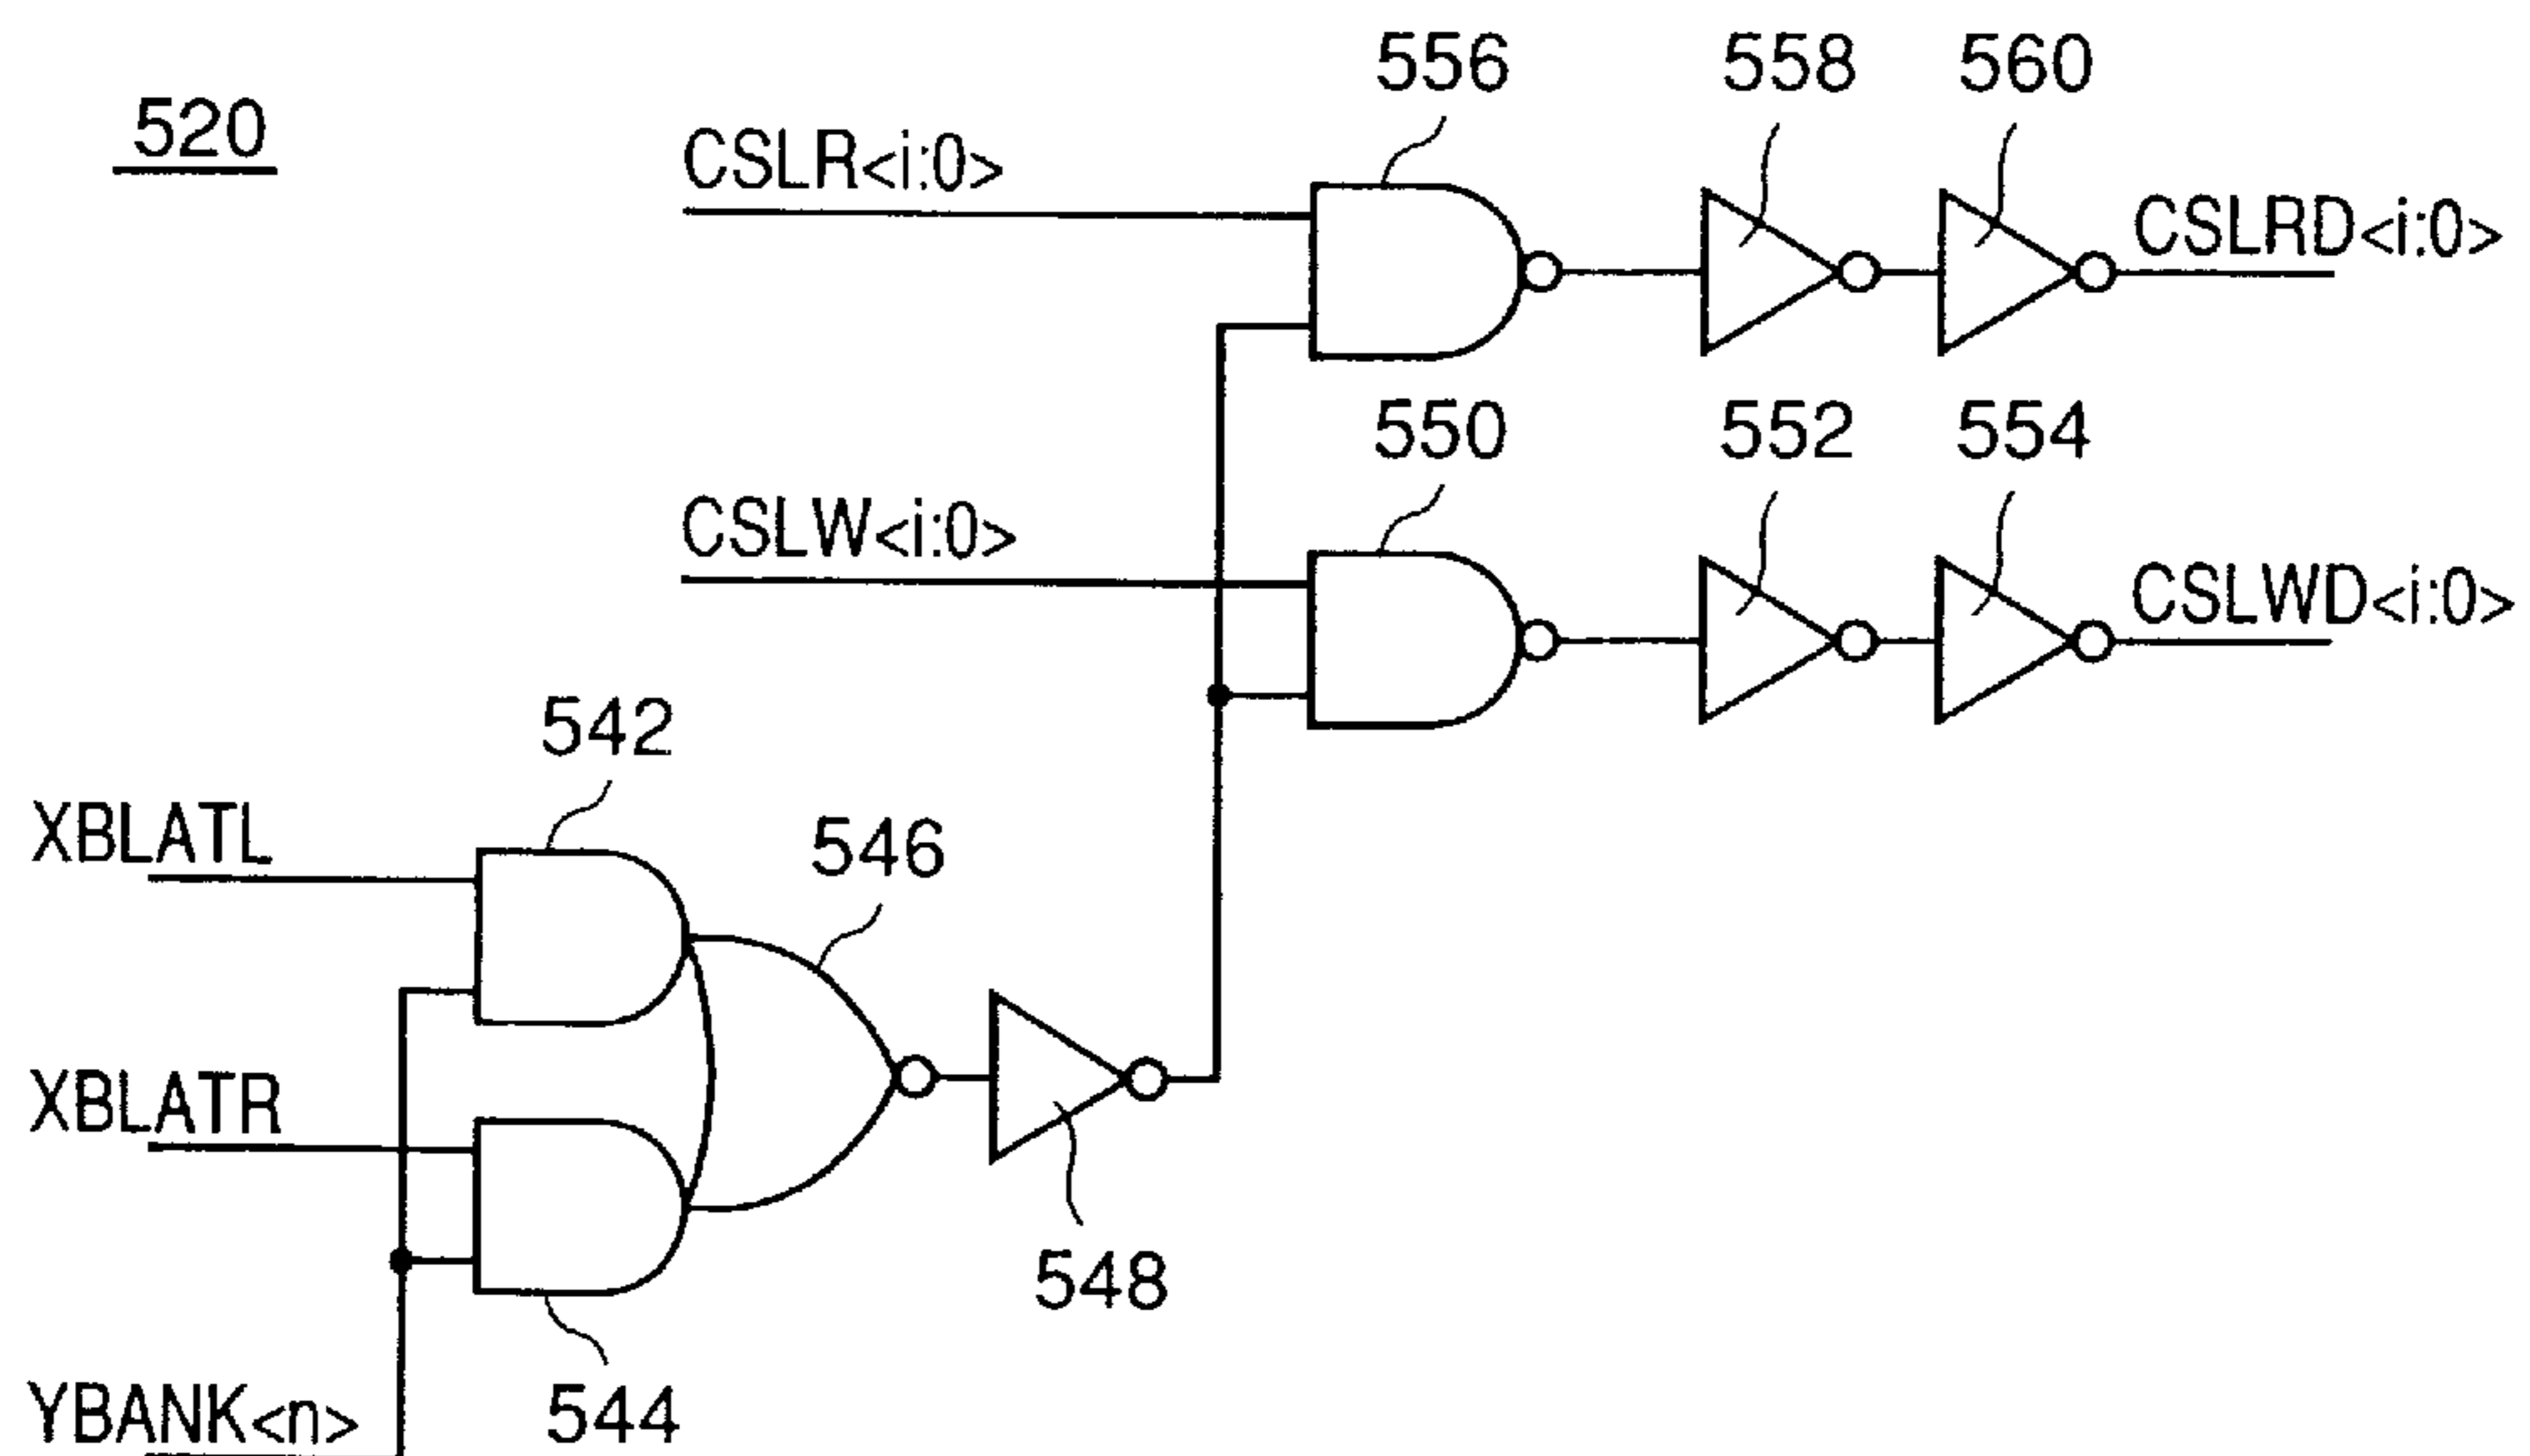 520
556
558
560
CSLR<i:0>
CSLRD<i:0>
550
552
554
CSLW<i:0>
CSLWD<i:0>
542
XBLATL
546
XBLATR
548
YBANK<n>
544